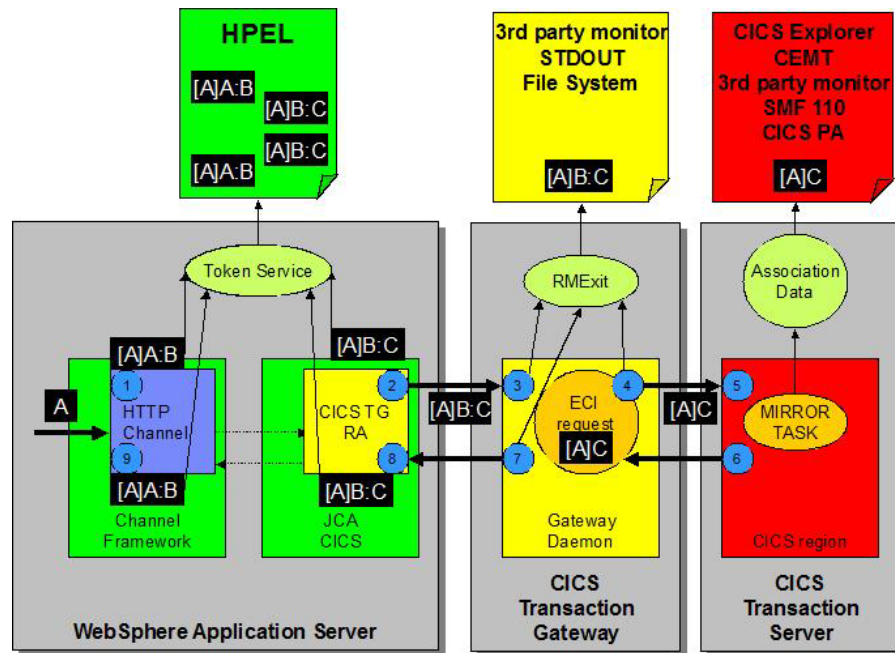 HPEL
[A]A:B
[A]B:C
[A]B:C
[A]A:B
3rd party monitor
STDOUT
File System
[A]B:C
CICS Explorer
CEMT
3rd party monitor
SMF 110
CICS PA
[A]C
Token Service
RMExit
Association
Data
[A]A:B
[A]B:C
A
1
HTTP
Channel
9
[A]A:B
Channel
Framework
2
CICS TG
RA
8
[A]B:C
JCA
CICS
[A]B:C
3
4
ECI
request
[A]C
7
Gateway
Daemon
[A]C
5
MIRROR
TASK
6
CICS region
WebSphere Application Server
CICS
Transaction
Gateway
CICS
Transaction
Server